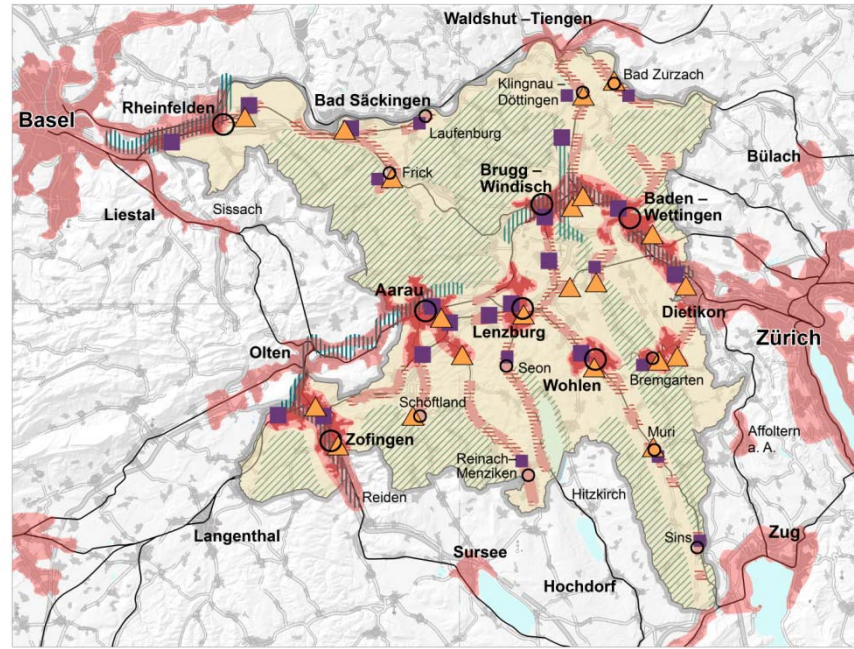 Waldshut –Tiengen
Klingnau -
Döttingen
Bad Zurzach
Rheinfelden
Bad Säckingen
Basel
Laufenburg
Bülach
Frick
Brugg –
Windisch
Baden –
Wettingen
Liestal
Sissach
Aarau
Dietikon
Lenzburg
Zürich
Olten
Seon
Wohlen
Bremgarten
Schöftland
Zofingen
Muri
Affoltern
a. A.
Reinach–
Menziken
Reiden
Hitzkirch
Langenthal
Sins
Zug
Sursee
Hochdorf